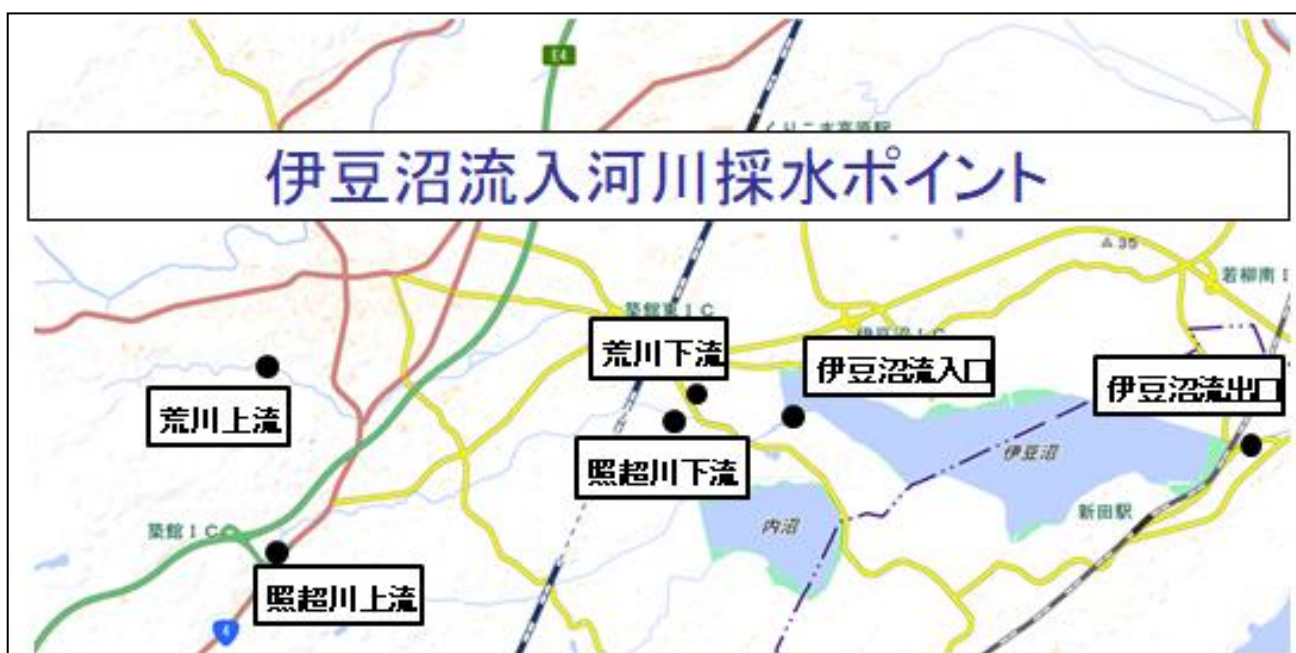 E4
伊豆沼流入河川採水ポイント
35
若柳南I
築館東IC
荒川下流
伊豆沼流入口
伊豆沼流出口
荒川上流
照越川下流
伊豆沼
内沼
新田駅
築館IC
照越川上流
4